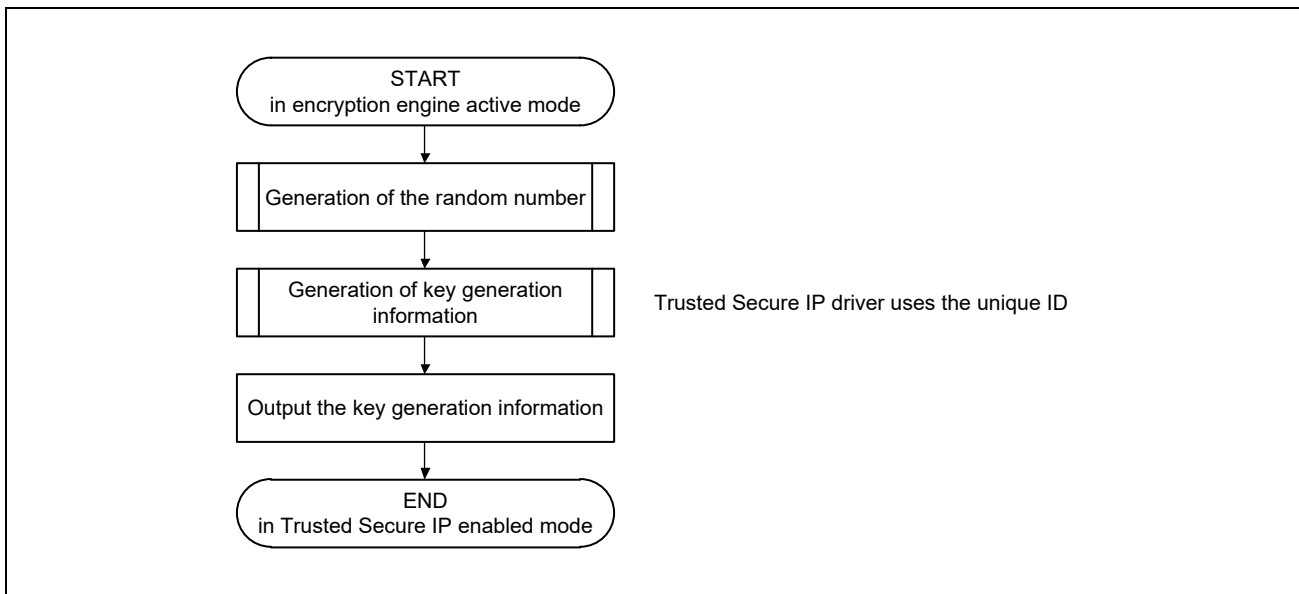 START
in encryption engine active mode
Generation of the random number
Generation of key generation
information
Trusted Secure IP driver uses the unique ID
Output the key generation information
END
in Trusted Secure IP enabled mode